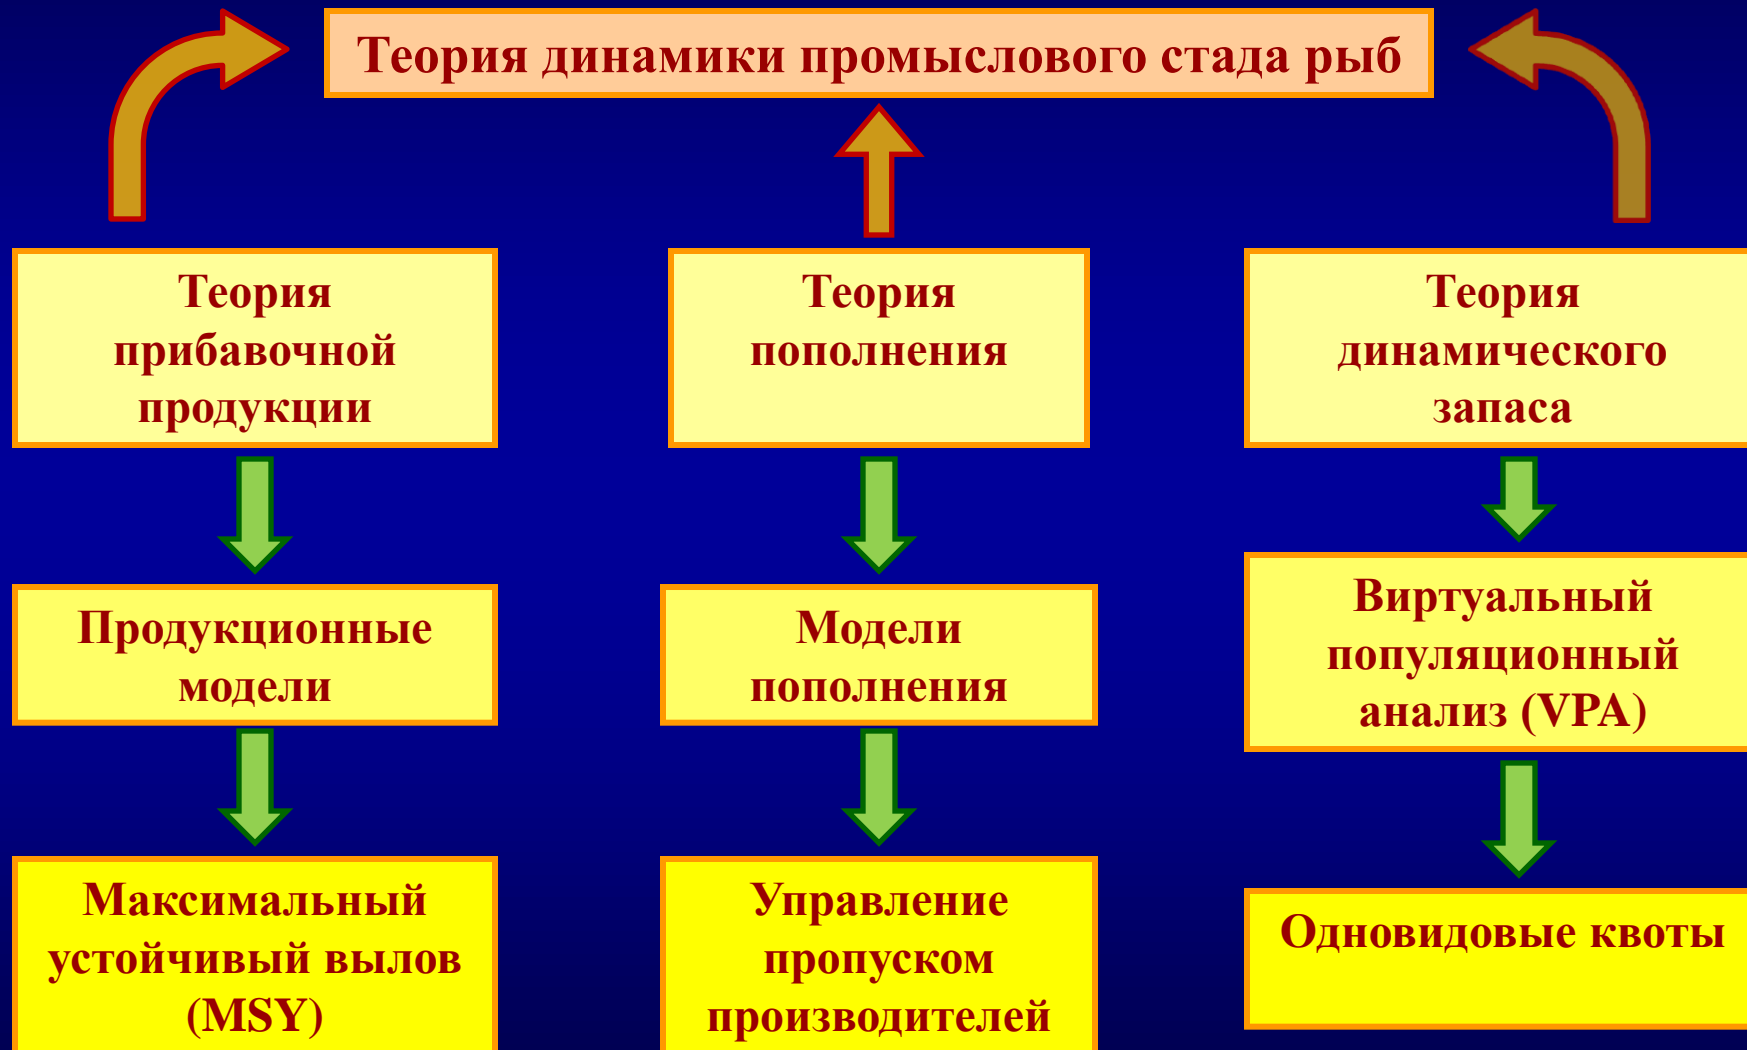 Теория динамики промыслового стада рыб
Теория
прибавочной
продукции
Теория
пополнения
Теория
динамического
запаса
Продукционные
модели
Модели
пополнения
Виртуальный
популяционный
анализ (VPA)
Максимальный
устойчивый вылов
(MSY)
Управление
пропуском
производителей
Одновидовые квоты